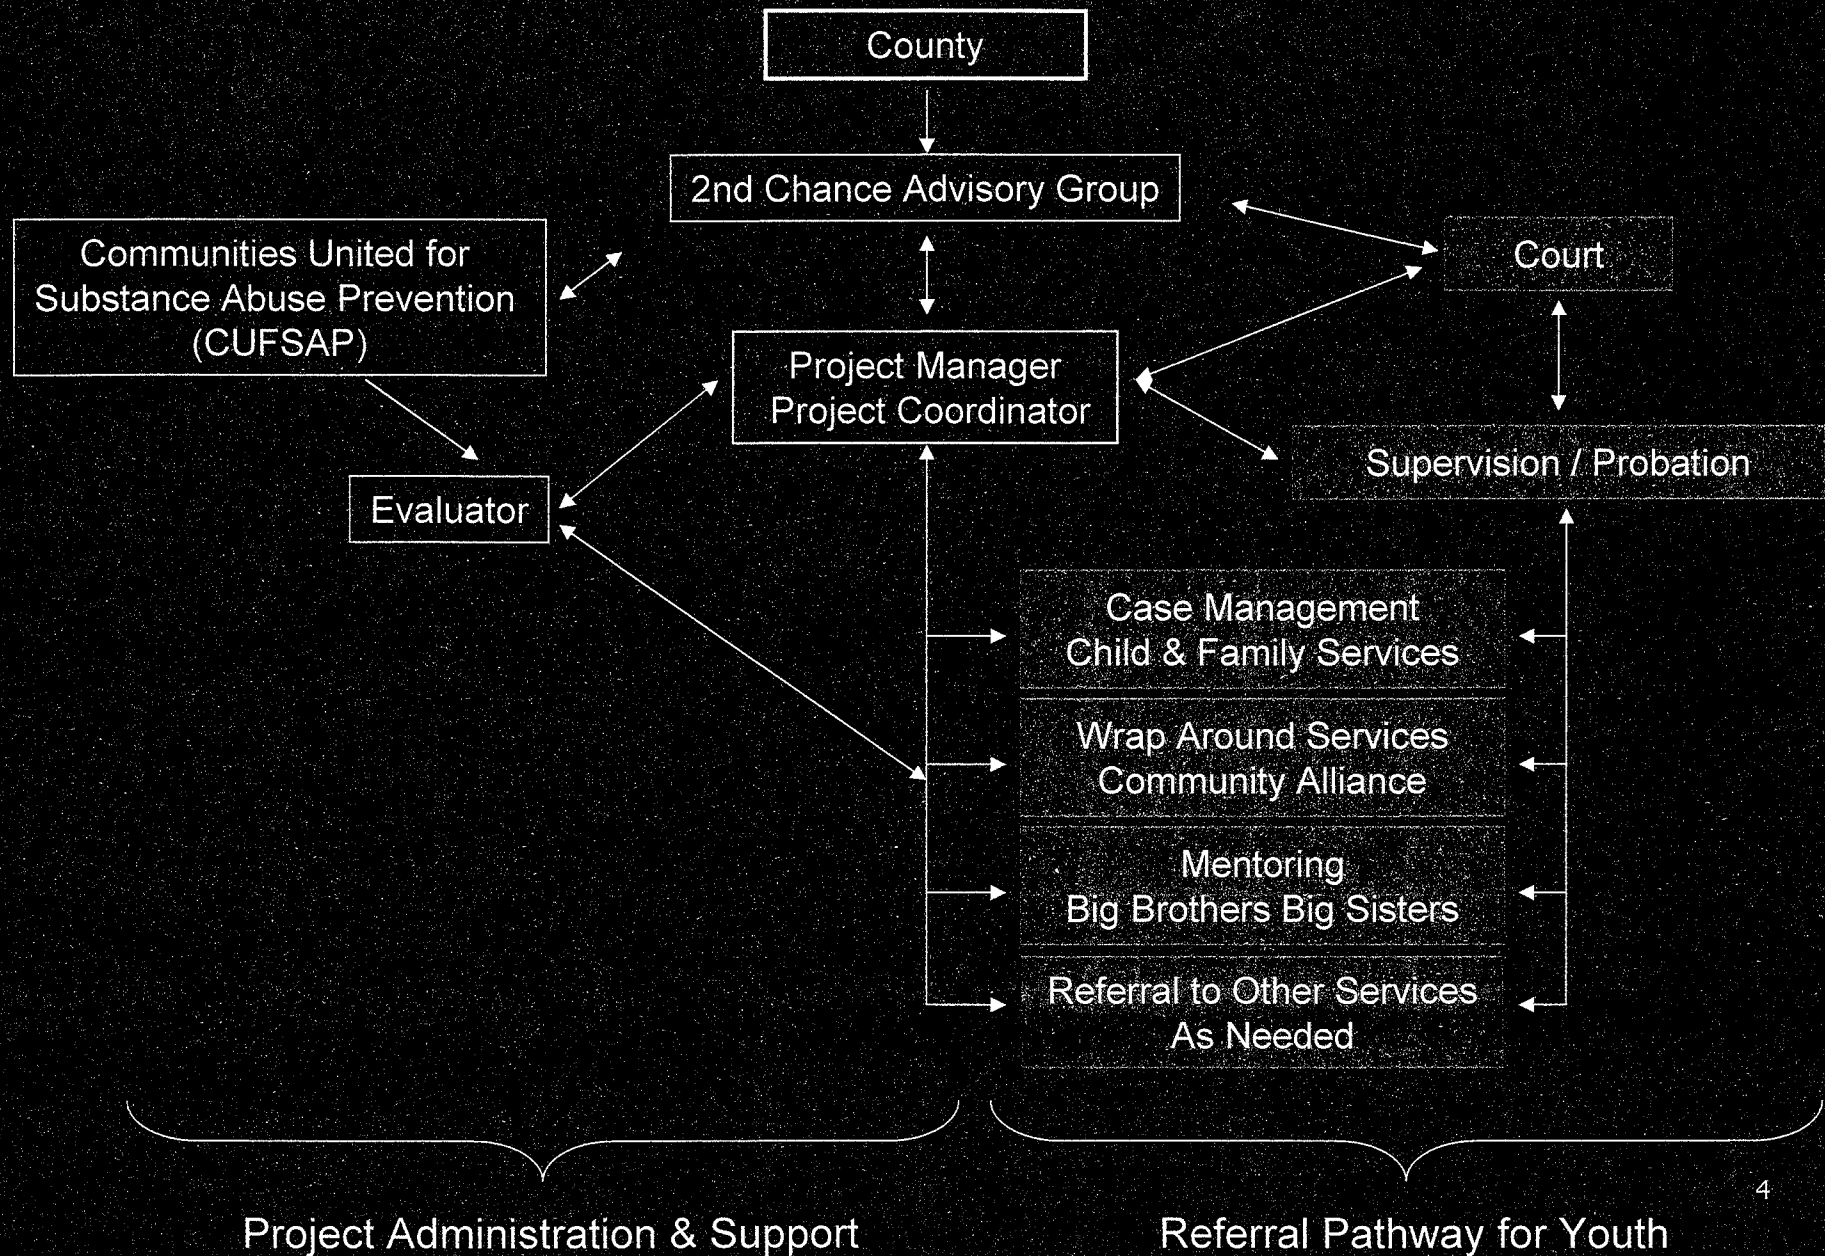 County
2nd Chance Advisory Group
Communities United for
Substance Abuse Prevention
(CUFSAP)
Court
Project Manager
Project Coordinator
Supervision / Probation
Evaluator
Case Management
Child & Family Services
Wrap Around Services
Community Alliance
Mentoring
Big Brothers Big Sisters
Referral to Other Services
As Needed
4
Project Administration & Support
Referral Pathway for Youth